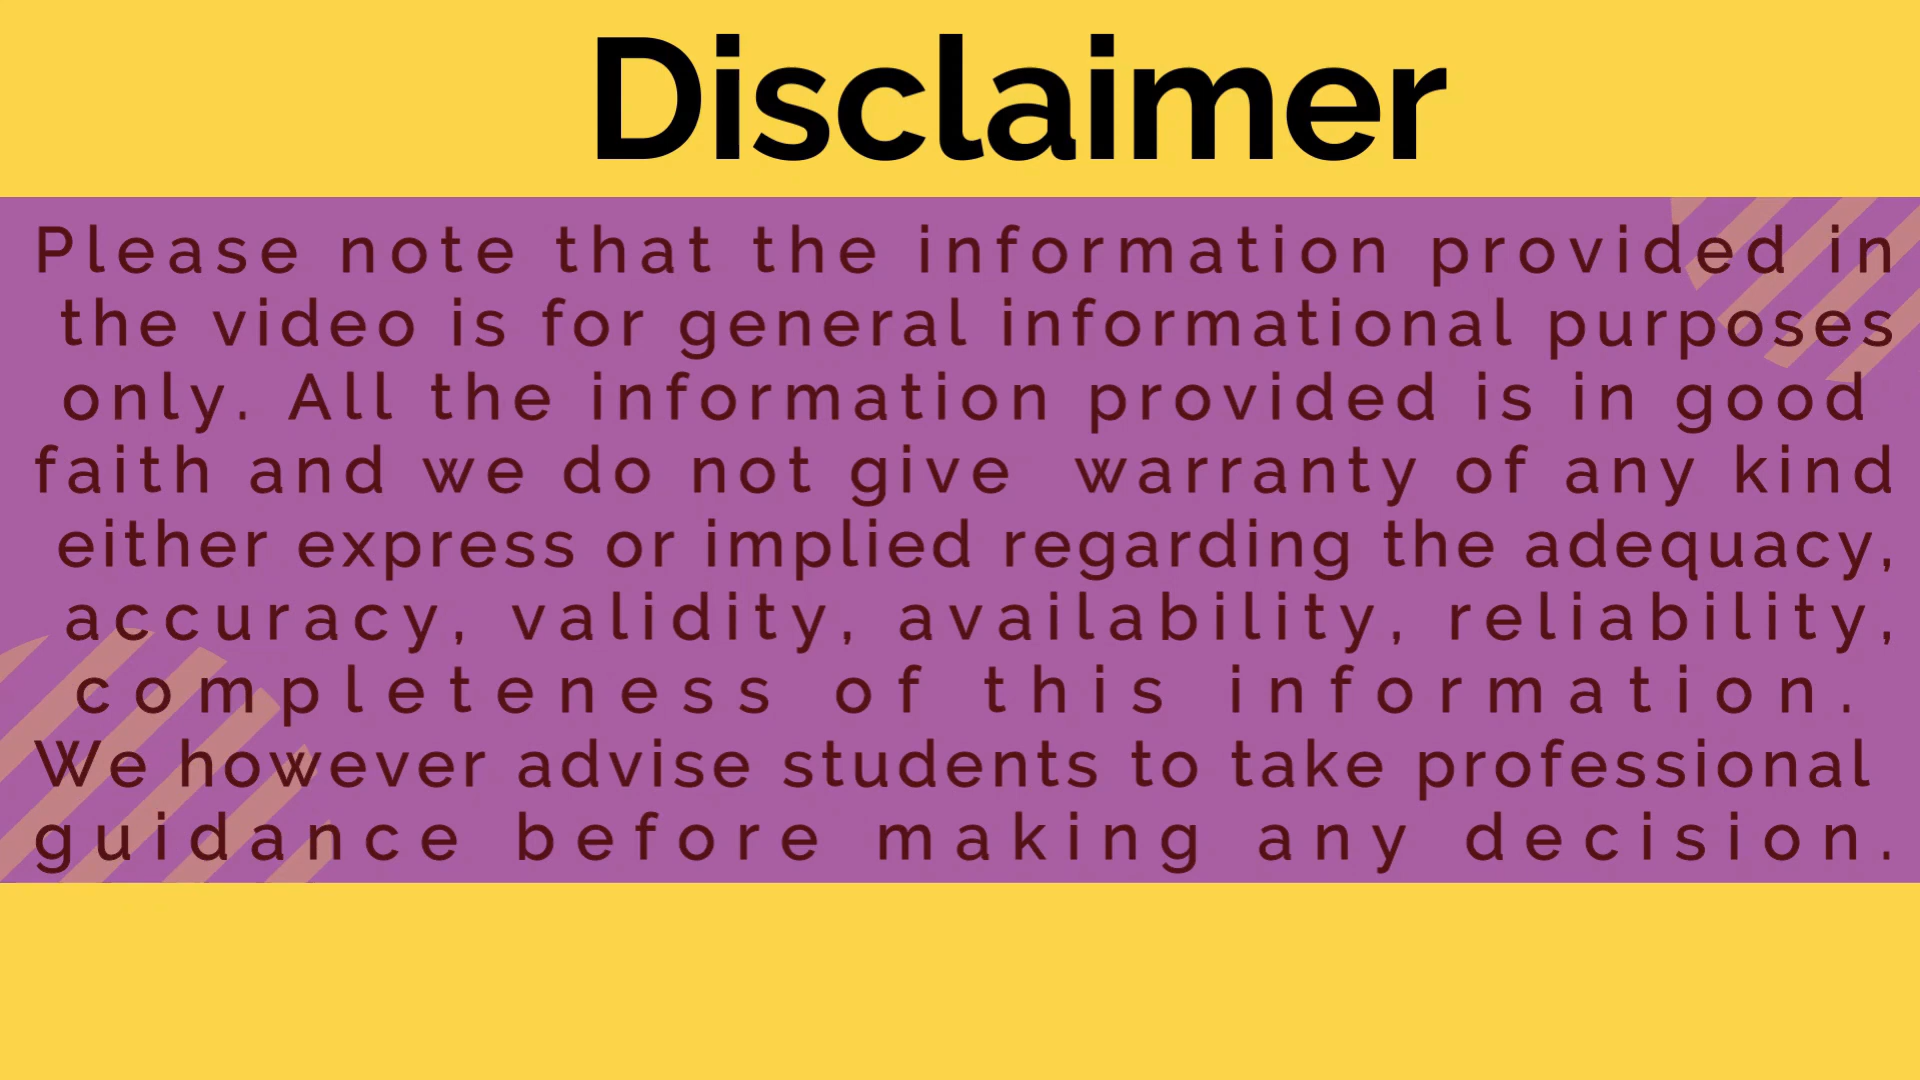 Disclaimer
Please note that the information provided in
the video is for general informational purposes
only. All the information provided is in good
faith and we do not give warranty of any kind
either express or implied regarding the adequacy,
accuracy, validity, availability, reliability,
completeness of this information.
We however advise students to take professional
guidance before making any decision.